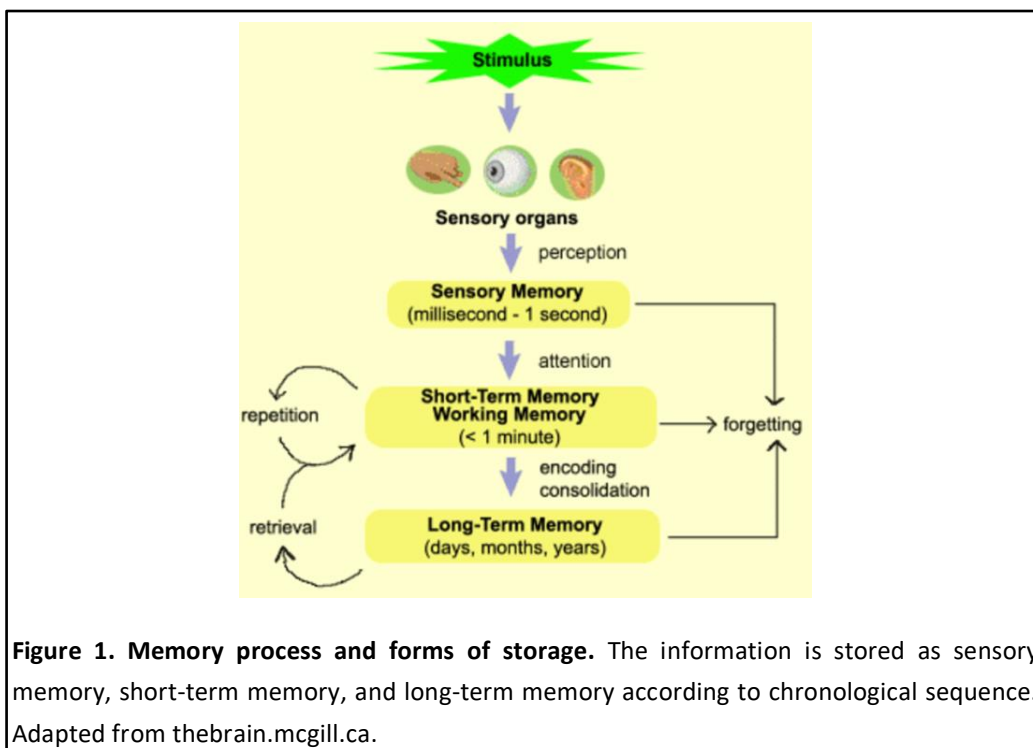 Stimulus
Sensory organs
perception
Sensory Memory
(millisecond - 1 second)
attention
Short-Term Memory
Working Memory
(< 1 minute)
repetition
forgetting
encoding
consolidation
retrieval
Long-Term Memory
(days, months, years)
Figure 1. Memory process and forms of storage. The information is stored as sensory
memory, short-term memory, and long-term memory according to chronological sequence.
Adapted from thebrain.mcgill.ca.